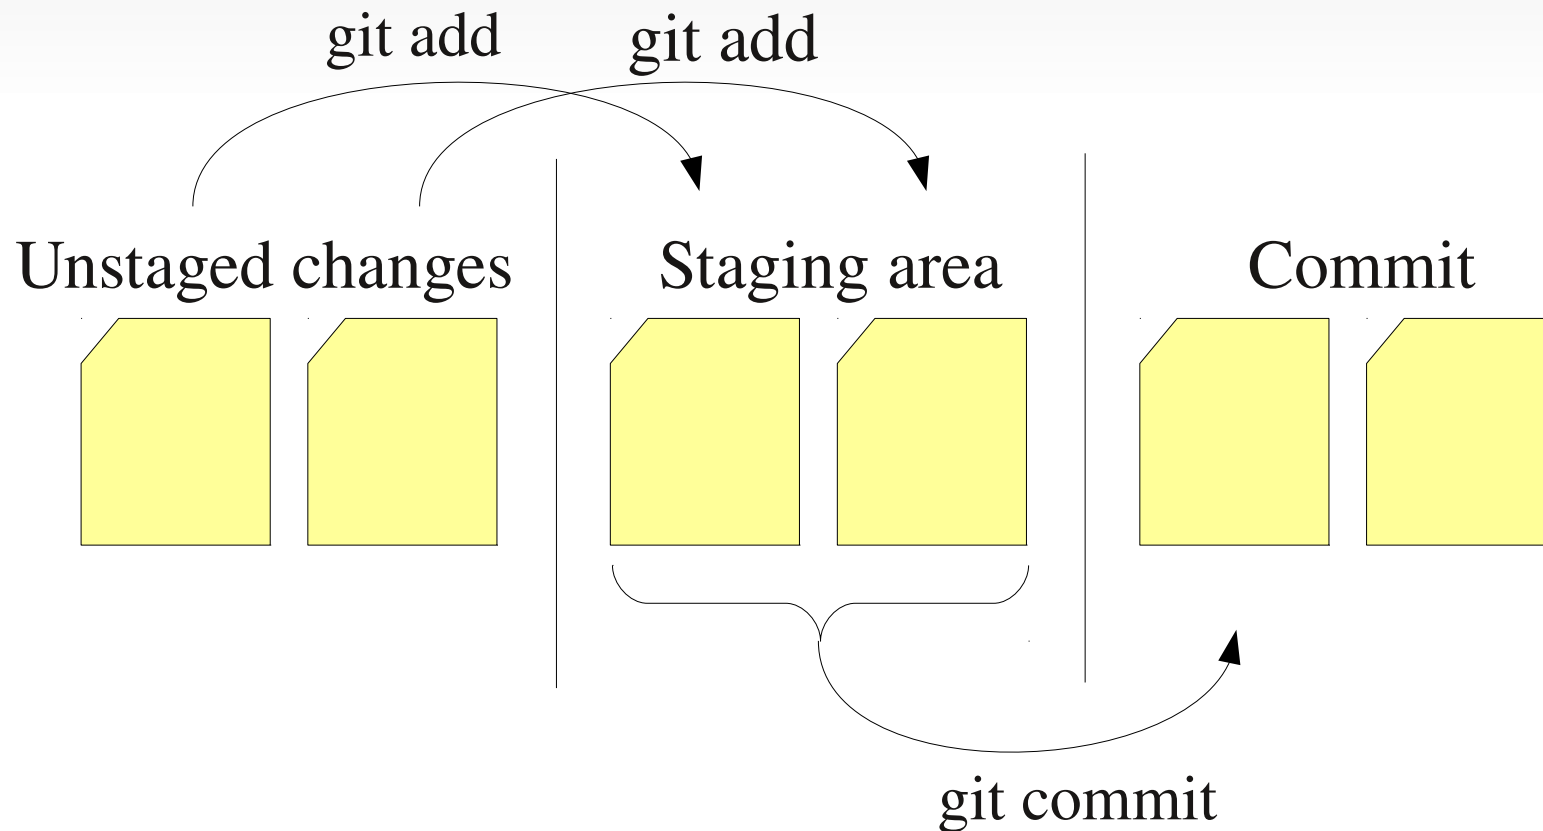 git add
git add
Unstaged changes
Staging area
Commit
git commit